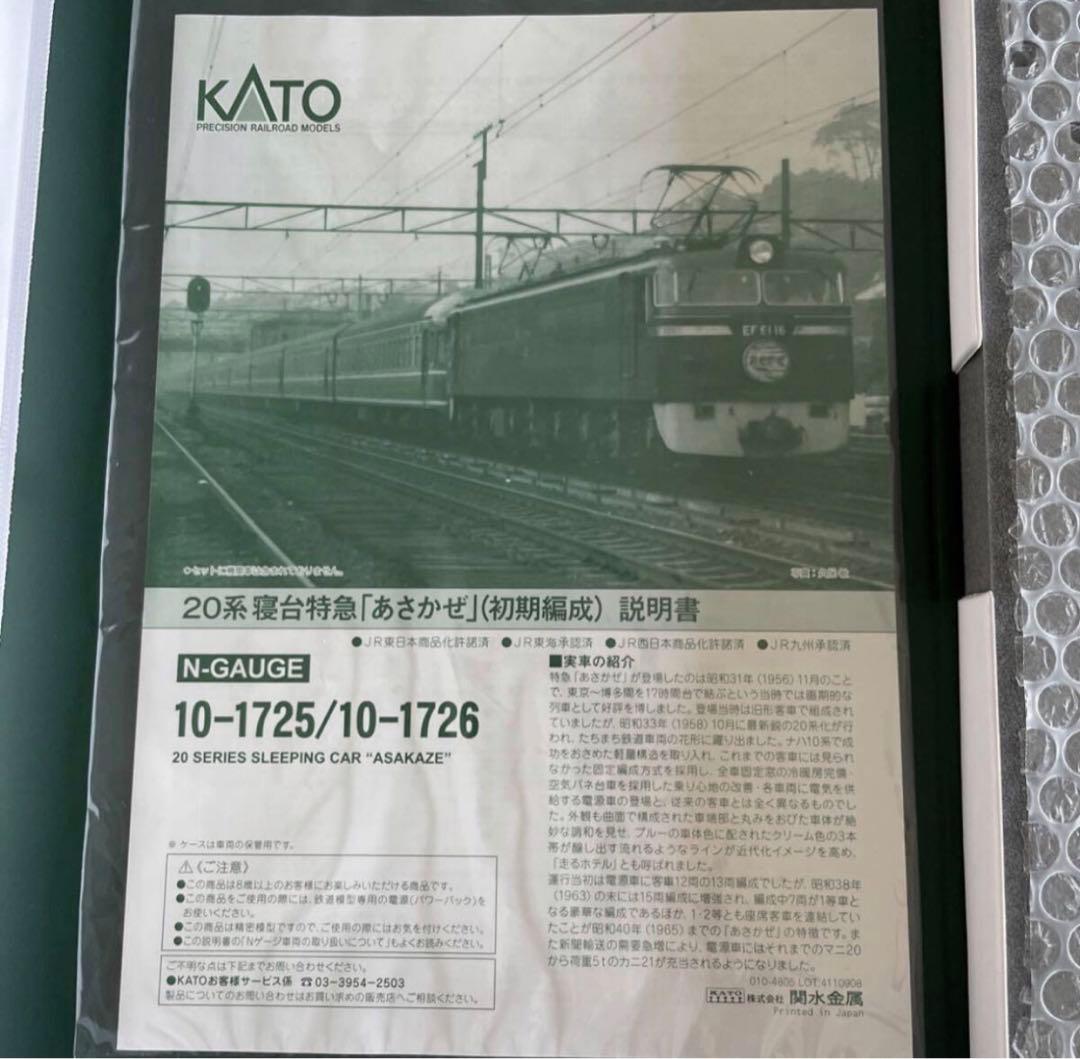 KATO
PRECISION RAILROAD MODELS
EF 61 16
あさかぜ
●セットに機関車は含まれておりません。
写真：久保 敏
20系 寝台特急「あさかぜ」(初期編成) 説明書
●JR東日本商品化許諾済 ●JR東海承認済 ●JR西日本商品化許諾済 ●JR九州承認済
N-GAUGE
10-1725/10-1726
20 SERIES SLEEPING CAR “ASAKAZE”
※ ケースは車両の保管用です。
⚠《ご注意》
●この商品は8歳以上のお客様にお楽しみいただける商品です。
●この商品をご使用の際には、鉄道模型専用の電源(パワーパック)を
お使いください。
●この商品は精密模型ですので、ご使用の際にはお気を付けください。
●この説明書の「Nゲージ車両の取り扱いについて」もよくお読みください。
ご不明な点は下記までお問い合わせください。
●KATOお客様サービス係 ☎03-3954-2503
製品についてのお問い合わせはお買い求めの販売店へご相談ください。
■実車の紹介
特急「あさかぜ」が登場したのは昭和31年(1956)11月のこと
で、東京〜博多間を17時間台で結ぶという当時では画期的な
列車として好評を博しました。登場当時は旧形客車で組成され
ていましたが、昭和33年(1958)10月に最新鋭の20系化が行
われ、たちまち鉄道車両の花形に躍り出ました。ナハ10系で成
功をおさめた軽量構造を取り入れ、これまでの客車には見られ
なかった固定編成方式を採用し、全車固定窓の冷暖房完備・
空気バネ台車を採用した乗り心地の改善・各車両に電気を供
給する電源車の登場と、従来の客車とは全く異なるものでし
た。外観も曲面で構成された車端部と丸みをおびた車体が絶
妙な調和を見せ、ブルーの車体色に配されたクリーム色の3本
帯が醸し出す流れるようなラインが近代化イメージを高め、
「走るホテル」とも呼ばれました。
運行当初は電源車に客車12両の13両編成でしたが、昭和38年
(1963)の末には15両編成に増強され、編成中7両が1等車と
なる豪華な編成であるほか、1・2等とも座席客車を連結してい
たことが昭和40年(1965)までの「あさかぜ」の特徴です。ま
た新聞輸送の需要急増により、電源車にはそれまでのマニ20
から荷重5tのカニ21が充当されるようになりました。
010-4805 LOT.4110908
KATO 株式会社 関水金属
Printed in Japan